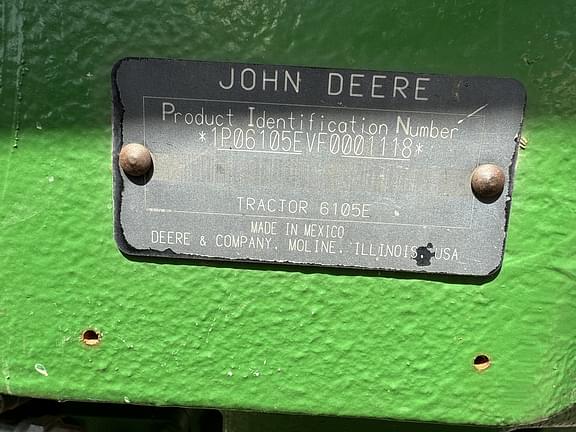 JOHN DEERE
Product Identification Number
*1P06105EVF0001118*
TRACTOR 6105E
MADE IN MEXICO
DEERE & COMPANY, MOLINE, ILLINOIS, USA